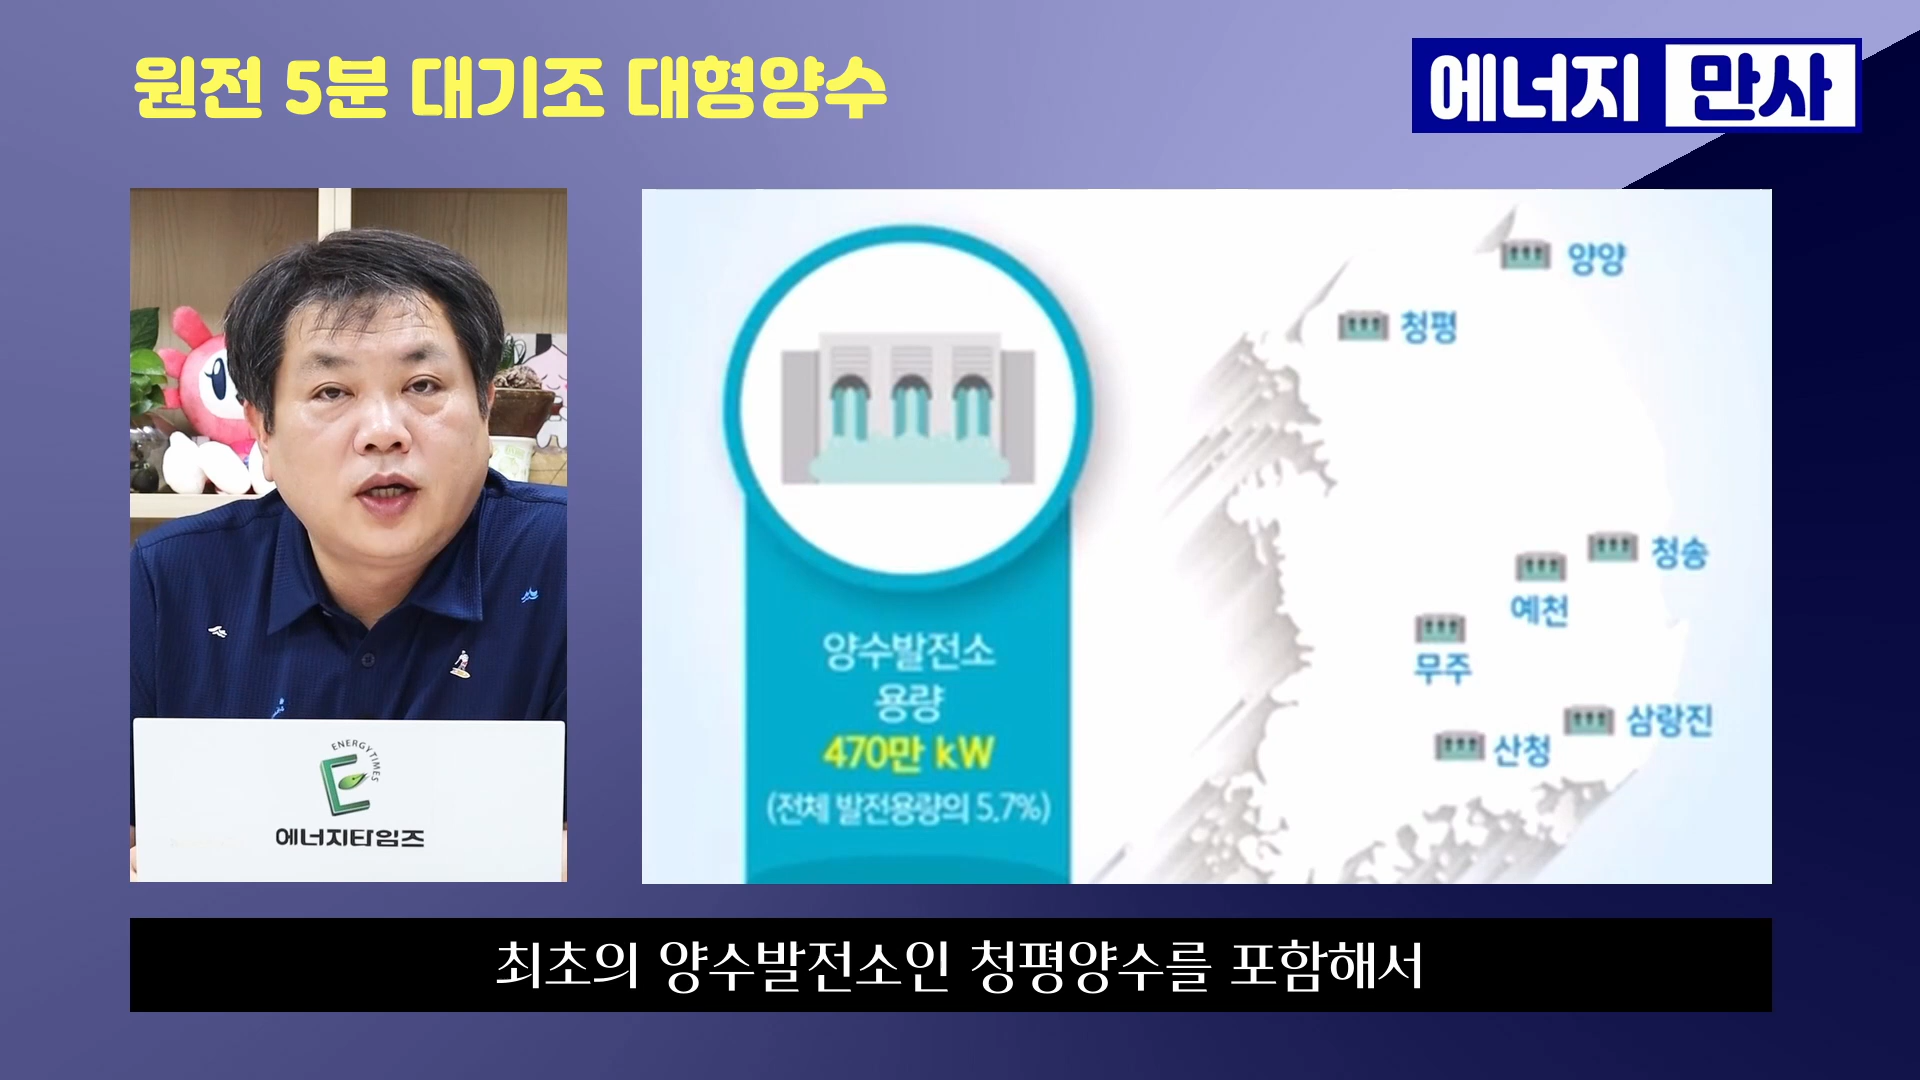 원전 5분 대기조 대형양수
에너지 만사
양양
청평
청송
예천
무주
삼랑진
산청
양수발전소
용량
470만 kW
(전체 발전용량의 5.7%)
ENERGYTIMES
에너지타임즈
최초의 양수발전소인 청평양수를 포함해서